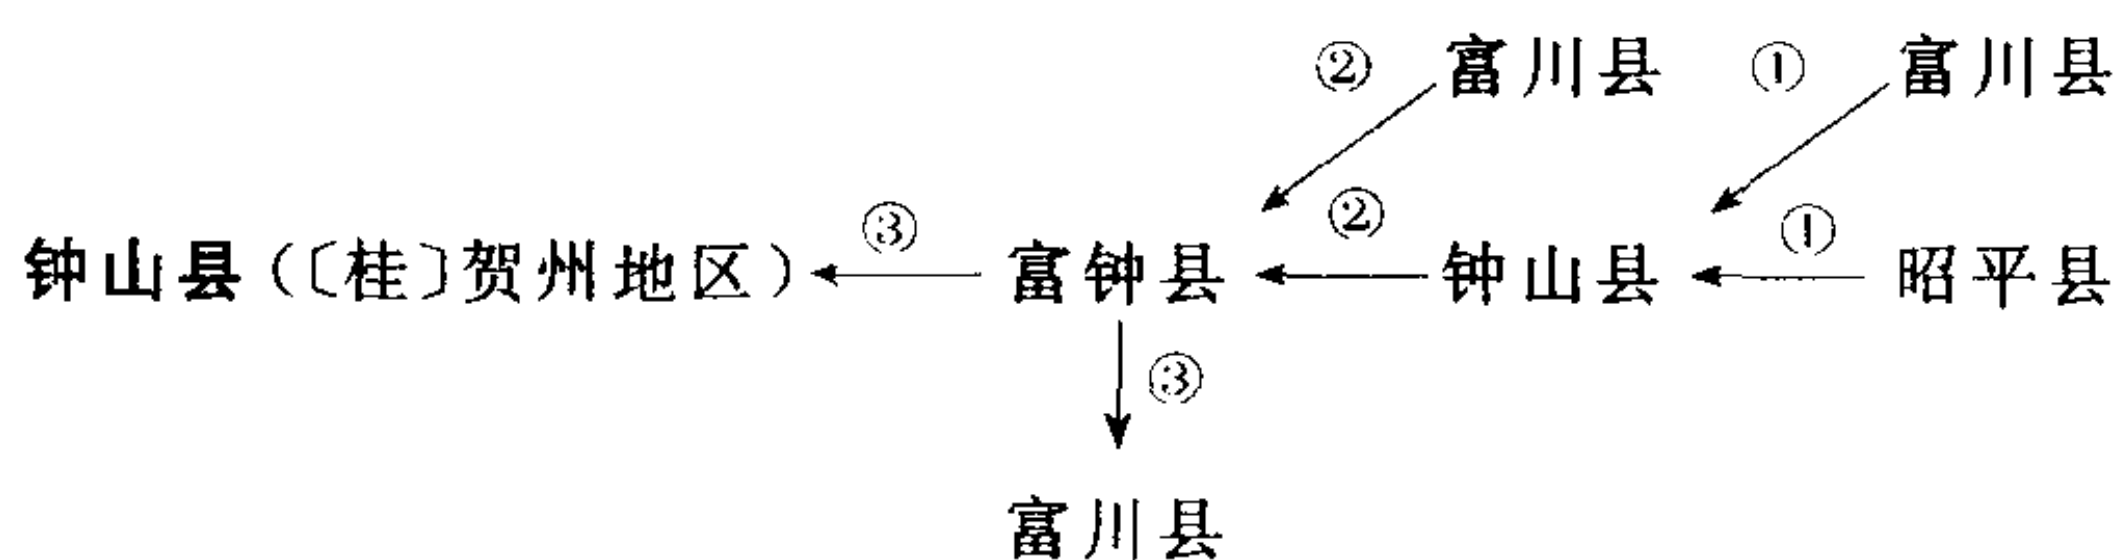 ② 富川县 ① 富川县
钟山县(〔桂〕贺州地区) ③ 富钟县 ② 钟山县 ① 昭平县
③
富川县